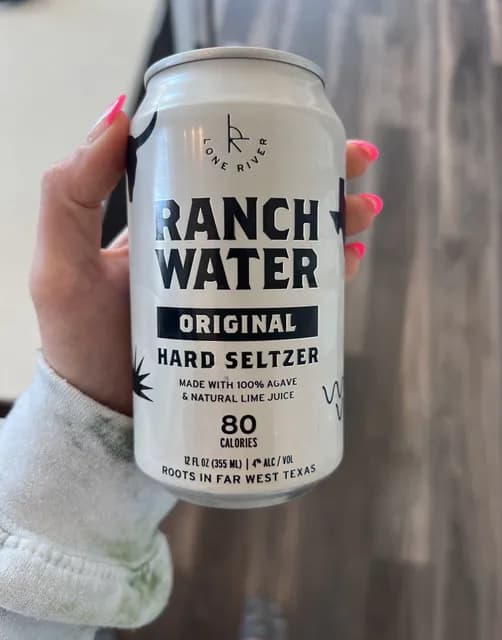 LONE RIVER
RANCH
WATER
ORIGINAL
HARD SELTZER
MADE WITH 100% AGAVE
& NATURAL LIME JUICE
80
CALORIES
12 FL OZ (355 ML) | 4% ALC / VOL
ROOTS IN FAR WEST TEXAS